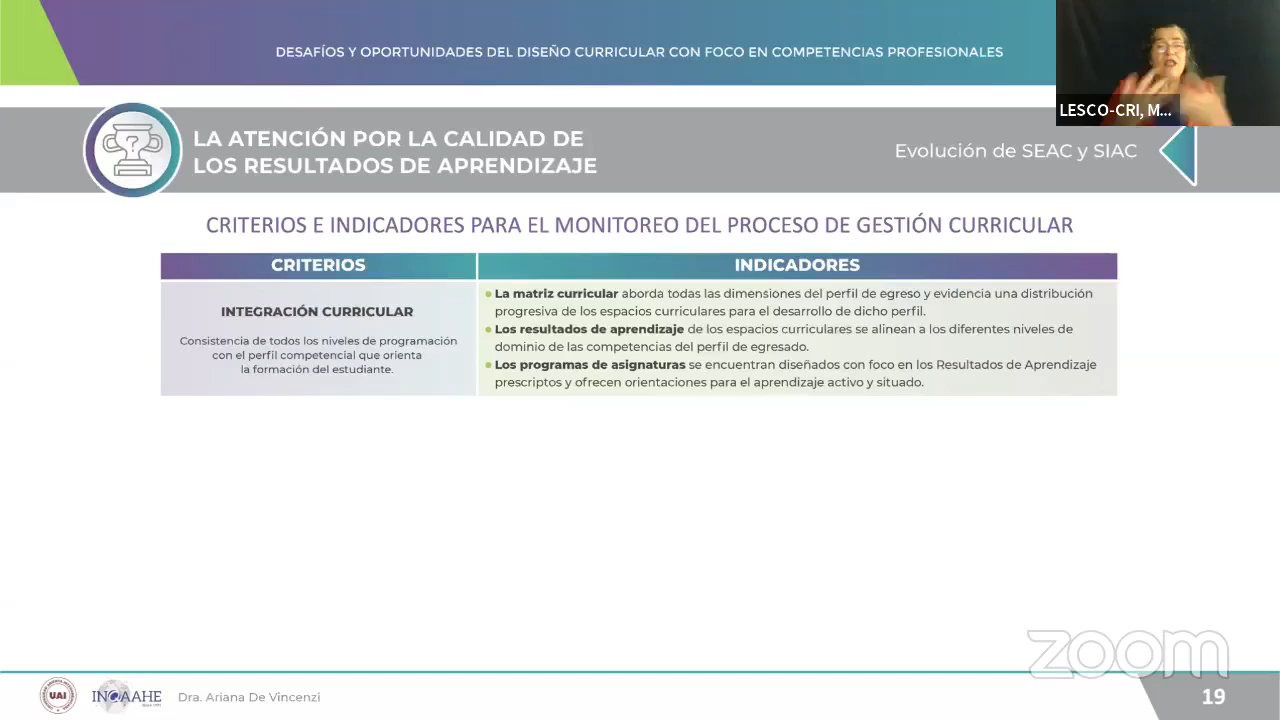 DESAFÍOS Y OPORTUNIDADES DEL DISEÑO CURRICULAR CON FOCO EN COMPETENCIAS PROFESIONALES
LESCO-CRI, M...
LA ATENCIÓN POR LA CALIDAD DE
LOS RESULTADOS DE APRENDIZAJE
Evolución de SEAC y SIAC
CRITERIOS E INDICADORES PARA EL MONITOREO DEL PROCESO DE GESTIÓN CURRICULAR
CRITERIOS
INDICADORES
INTEGRACIÓN CURRICULAR
Consistencia de todos los niveles de programación
con el perfil competencial que orienta
la formación del estudiante.
La matriz curricular aborda todas las dimensiones del perfil de egreso y evidencia una distribución
progresiva de los espacios curriculares para el desarrollo de dicho perfil.
Los resultados de aprendizaje de los espacios curriculares se alinean a los diferentes niveles de
dominio de las competencias del perfil de egresado.
Los programas de asignaturas se encuentran diseñados con foco en los Resultados de Aprendizaje
prescriptos y ofrecen orientaciones para el aprendizaje activo y situado.
zoom
UAI
INQAAHE
Dra. Ariana De Vincenzi
19